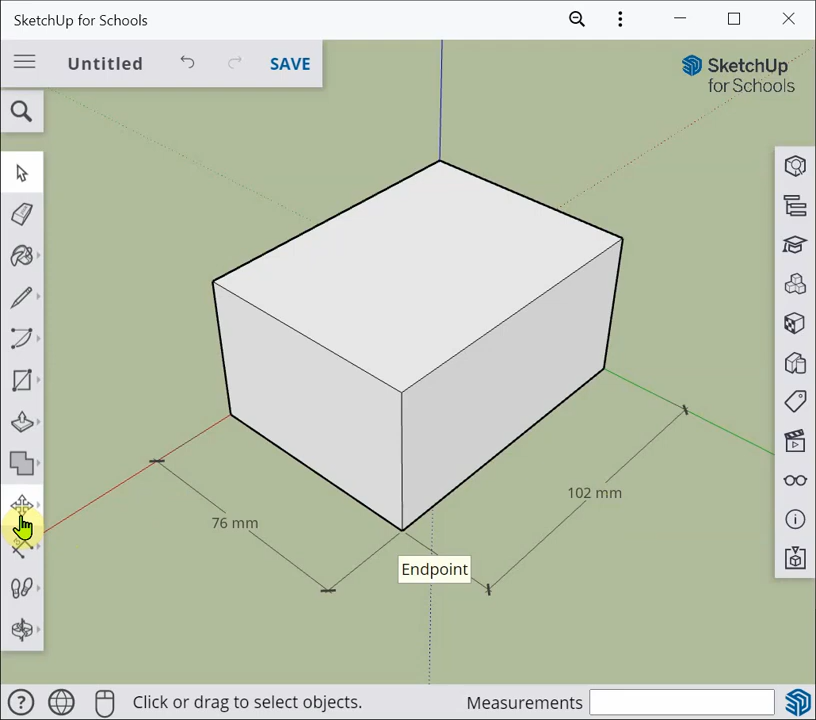 SketchUp for Schools
Untitled
SAVE
SketchUp
for Schools
76 mm
102 mm
Endpoint
Click or drag to select objects.
Measurements